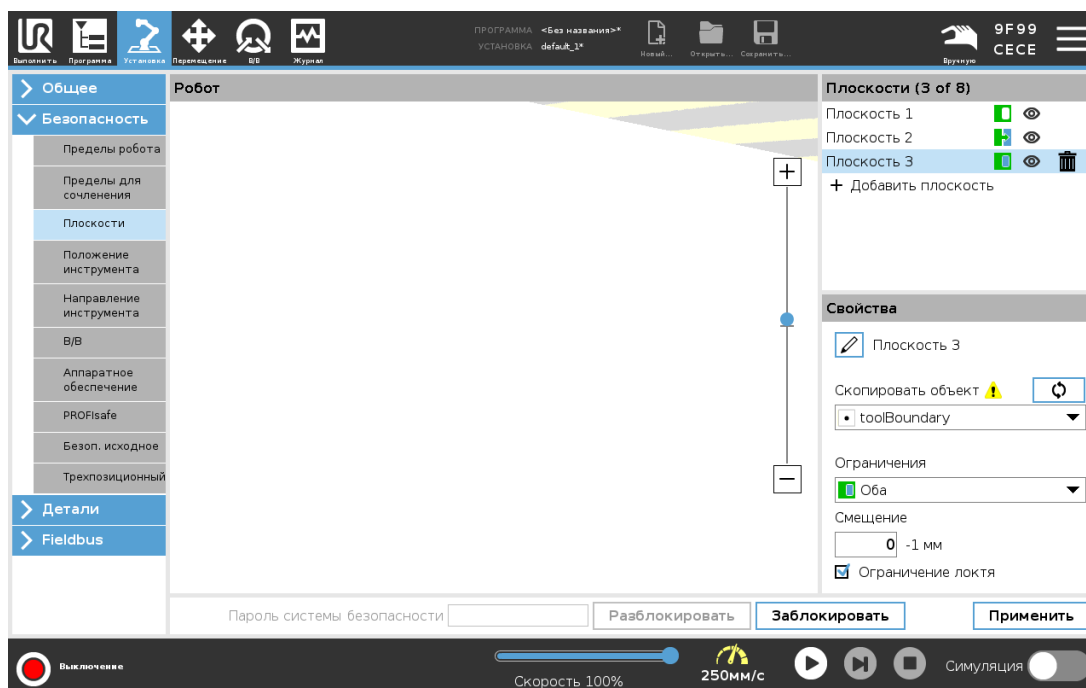 UR
ПРОГРАММА <Без названия>*
УСТАНОВКА default_1*
Выполнить Программа Установка Перемещение В/В Журнал
Новый... Открыть... Сохранить...
Вручную
9F99
CECE
Общее
Безопасность
Пределы робота
Пределы для
сочленения
Плоскости
Положение
инструмента
Направление
инструмента
В/В
Аппаратное
обеспечение
PROFIsafe
Безоп. исходное
Трехпозиционный
Детали
Fieldbus
Робот
Плоскости (3 of 8)
Плоскость 1
Плоскость 2
Плоскость 3
+ Добавить плоскость
Свойства
Плоскость 3
Скопировать объект
toolBoundary
Ограничения
Оба
Смещение
0 -1 мм
Ограничение локтя
Пароль системы безопасности
Разблокировать
Заблокировать
Применить
Выключение
Скорость 100%
250мм/с
Симуляция